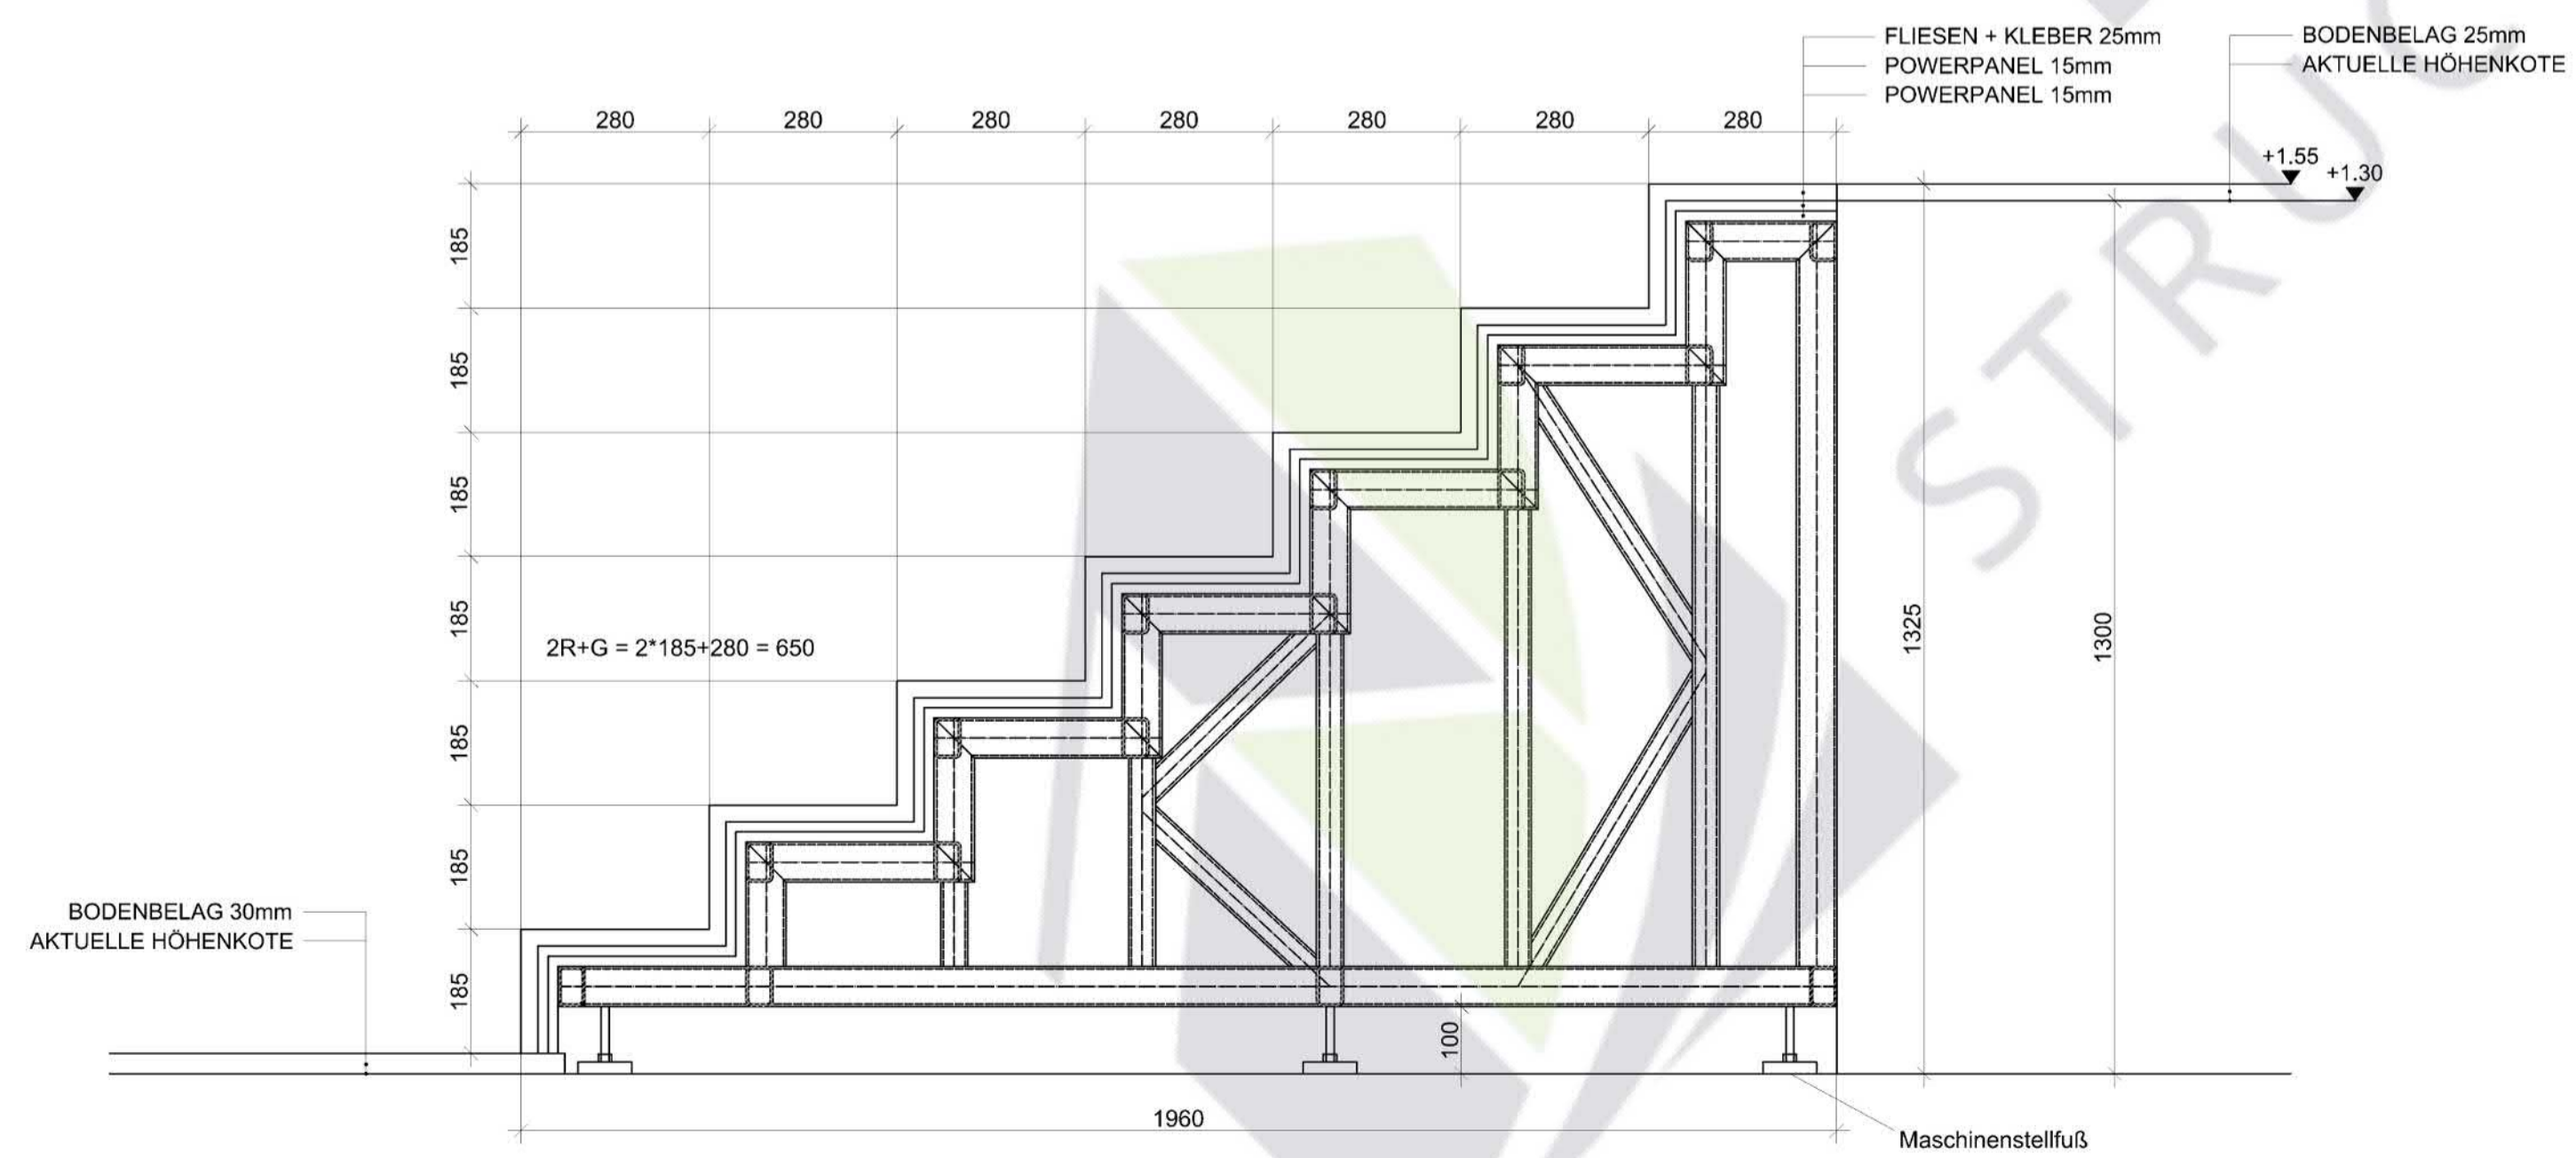 FLIESEN + KLEBER 25mm
POWERPANEL 15mm
POWERPANEL 15mm
BODENBELAG 25mm
AKTUELLE HÖHENKOTE
280
280
280
280
280
280
280
+1.55
+1.30
185
185
185
185
185
185
185
2R+G = 2*185+280 = 650
1325
1300
BODENBELAG 30mm
AKTUELLE HÖHENKOTE
100
1960
Maschinenstellfuß
STRUC